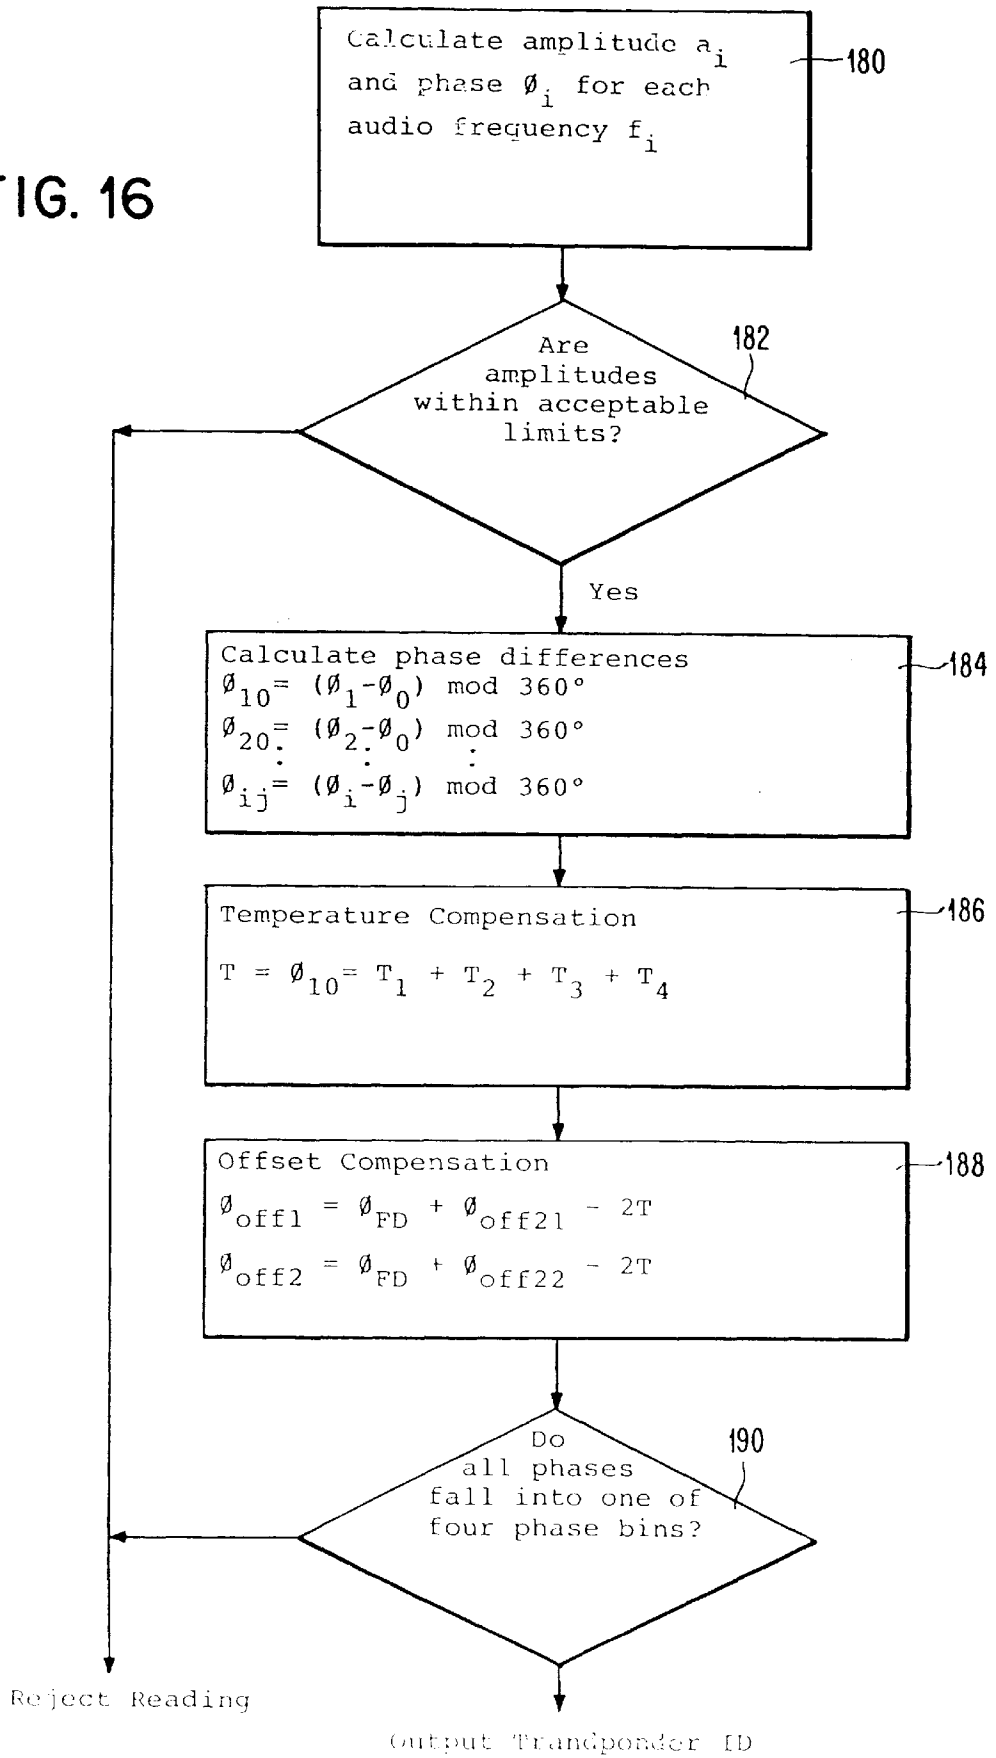 Calculate amplitude a_i
and phase Ø_i for each
audio frequency f_i
180
FIG. 16
182
Are
amplitudes
within acceptable
limits?
Yes
184
Calculate phase differences
Ø_10= (Ø_1-Ø_0) mod 360°
Ø_20= (Ø_2-Ø_0) mod 360°
. . .
. . .
Ø_ij= (Ø_i-Ø_j) mod 360°
186
Temperature Compensation
T = Ø_10= T_1 + T_2 + T_3 + T_4
188
Offset Compensation
Ø_off1 = Ø_FD + Ø_off21 - 2T
Ø_off2 = Ø_FD + Ø_off22 - 2T
190
Do
all phases
fall into one of
four phase bins?
Reject Reading
Output Trandponder ID